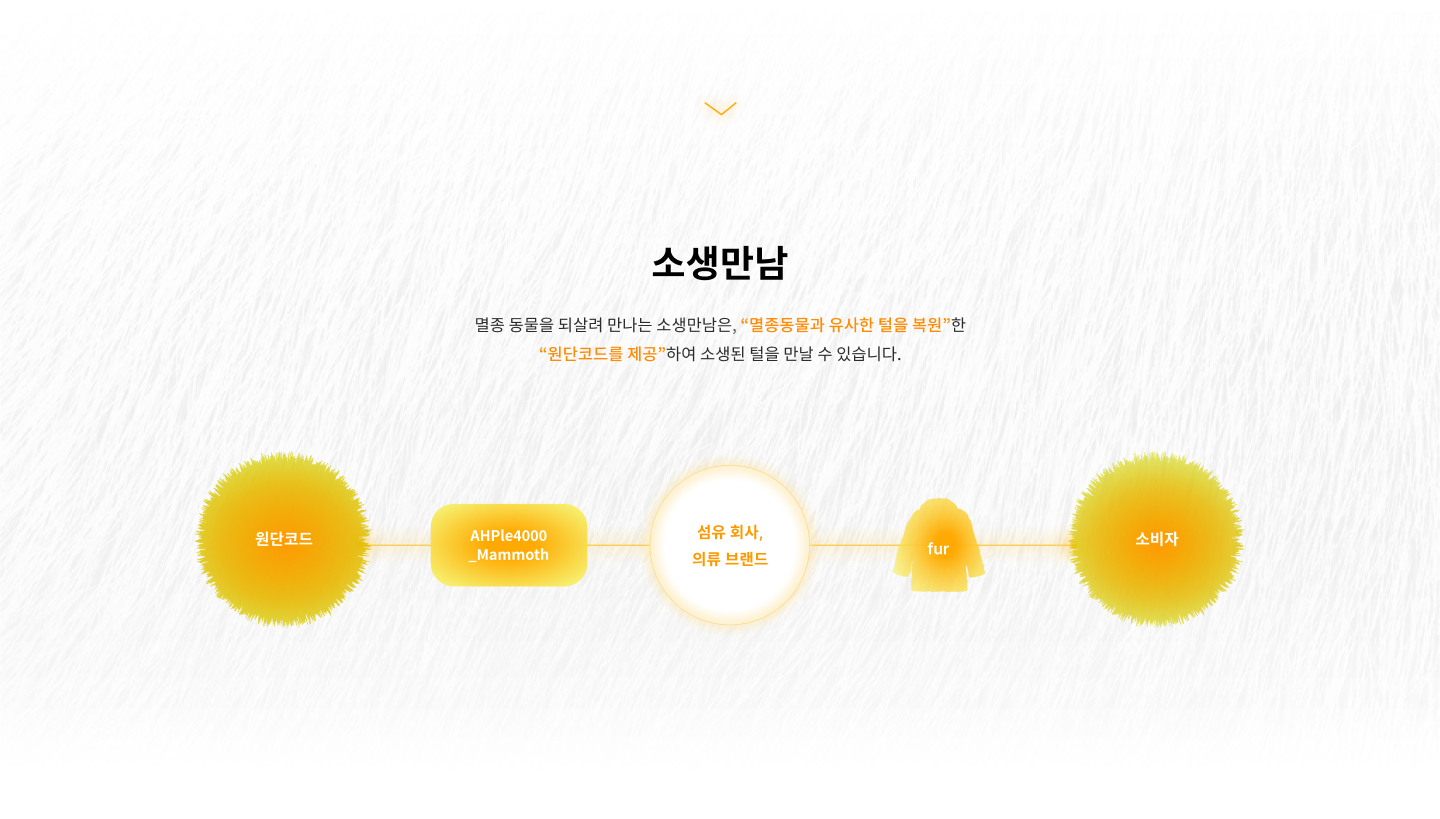 소생만남
멸종 동물을 되살려 만나는 소생만남은, “멸종동물과 유사한 털을 복원”한
“원단코드를 제공”하여 소생된 털을 만날 수 있습니다.
원단코드
AHPle4000
_Mammoth
섬유 회사,
의류 브랜드
fur
소비자